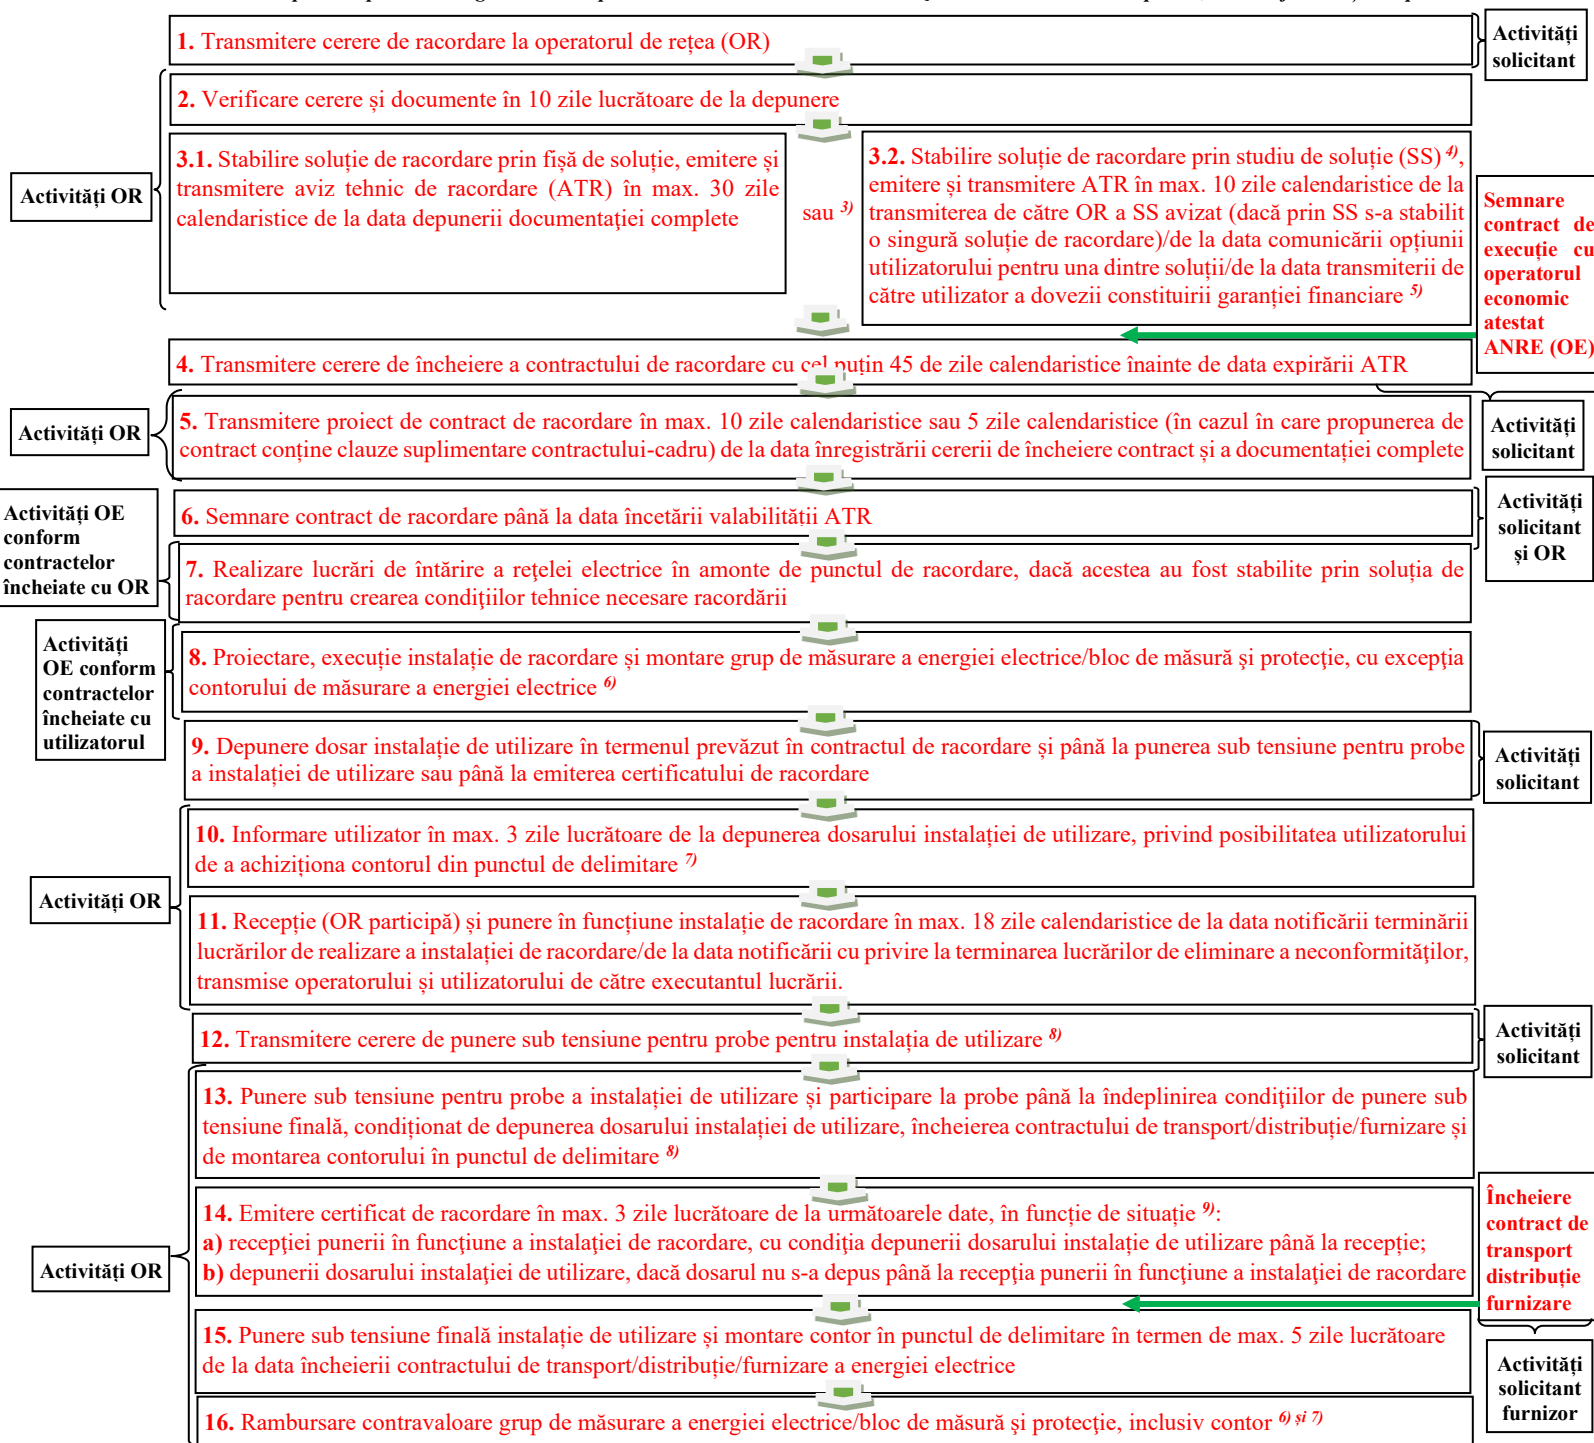 1. Transmitere cerere de racordare la operatorul de rețea (OR)
Activități
solicitant
2. Verificare cerere și documente în 10 zile lucrătoare de la depunere
Activități OR
3.1. Stabilire soluție de racordare prin fișă de soluție, emitere și
transmitere aviz tehnic de racordare (ATR) în max. 30 zile
calendaristice de la data depunerii documentației complete
sau 3)
3.2. Stabilire soluție de racordare prin studiu de soluție (SS) 4),
emitere și transmitere ATR în max. 10 zile calendaristice de la
transmiterea de către OR a SS avizat (dacă prin SS s-a stabilit
o singură soluție de racordare)/de la data comunicării opțiunii
utilizatorului pentru una dintre soluții/de la data transmiterii de
către utilizator a dovezii constituirii garanției financiare 5)
Semnare
contract de
execuție cu
operatorul
economic
atestat
ANRE (OE)
4. Transmitere cerere de încheiere a contractului de racordare cu cel puțin 45 de zile calendaristice înainte de data expirării ATR
Activități OR
5. Transmitere proiect de contract de racordare în max. 10 zile calendaristice sau 5 zile calendaristice (în cazul în care propunerea de
contract conține clauze suplimentare contractului-cadru) de la data înregistrării cererii de încheiere contract și a documentației complete
Activități
solicitant
6. Semnare contract de racordare până la data încetării valabilității ATR
Activități
solicitant
și OR
Activități OE
conform
contractelor
încheiate cu OR
7. Realizare lucrări de întărire a reţelei electrice în amonte de punctul de racordare, dacă acestea au fost stabilite prin soluția de
racordare pentru crearea condiţiilor tehnice necesare racordării
Activități
OE conform
contractelor
încheiate cu
utilizatorul
8. Proiectare, execuție instalație de racordare și montare grup de măsurare a energiei electrice/bloc de măsură şi protecţie, cu excepția
contorului de măsurare a energiei electrice 6)
9. Depunere dosar instalație de utilizare în termenul prevăzut în contractul de racordare și până la punerea sub tensiune pentru probe
a instalației de utilizare sau până la emiterea certificatului de racordare
Activități
solicitant
Activități OR
10. Informare utilizator în max. 3 zile lucrătoare de la depunerea dosarului instalației de utilizare, privind posibilitatea utilizatorului
de a achiziționa contorul din punctul de delimitare 7)
11. Recepție (OR participă) și punere în funcțiune instalație de racordare în max. 18 zile calendaristice de la data notificării terminării
lucrărilor de realizare a instalației de racordare/de la data notificării cu privire la terminarea lucrărilor de eliminare a neconformităţilor,
transmise operatorului și utilizatorului de către executantul lucrării.
12. Transmitere cerere de punere sub tensiune pentru probe pentru instalația de utilizare 8)
Activități
solicitant
13. Punere sub tensiune pentru probe a instalației de utilizare și participare la probe până la îndeplinirea condiţiilor de punere sub
tensiune finală, condiționat de depunerea dosarului instalației de utilizare, încheierea contractului de transport/distribuție/furnizare și
de montarea contorului în punctul de delimitare 8)
Activități OR
14. Emitere certificat de racordare în max. 3 zile lucrătoare de la următoarele date, în funcție de situație 9):
a) recepţiei punerii în funcţiune a instalaţiei de racordare, cu condiţia depunerii dosarului instalație de utilizare până la recepție;
b) depunerii dosarului instalaţiei de utilizare, dacă dosarul nu s-a depus până la recepţia punerii în funcţiune a instalaţiei de racordare
Încheiere
contract de
transport
distribuție
furnizare
15. Punere sub tensiune finală instalație de utilizare și montare contor în punctul de delimitare în termen de max. 5 zile lucrătoare
de la data încheierii contractului de transport/distribuție/furnizare a energiei electrice
Activități
solicitant
furnizor
16. Rambursare contravaloare grup de măsurare a energiei electrice/bloc de măsură şi protecţie, inclusiv contor 6) și 7)